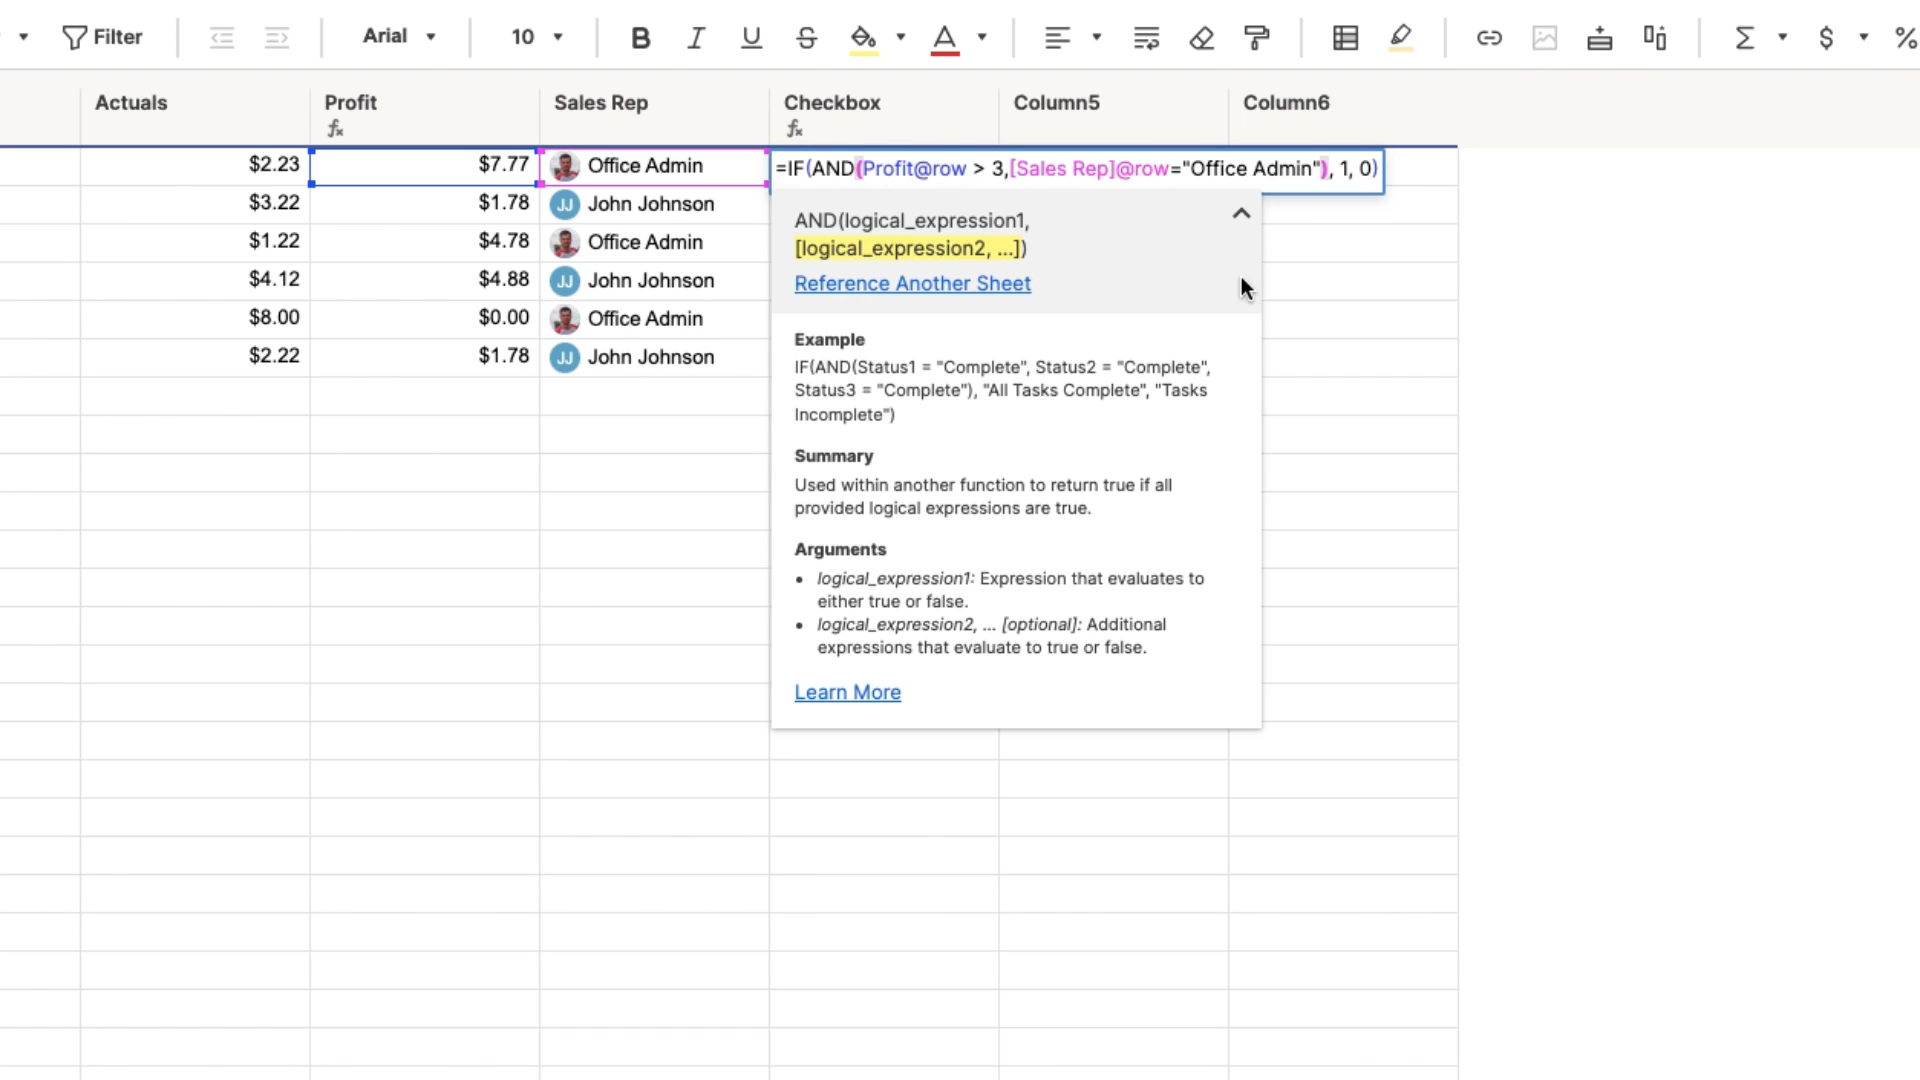 Filter Arial 10 B I U S A Σ $ %
Actuals Profit Sales Rep Checkbox Column5 Column6
fx fx
$2.23 $7.77 Office Admin =IF(AND(Profit@row > 3,[Sales Rep]@row="Office Admin"), 1, 0)
$3.22 $1.78 JJ John Johnson
$1.22 $4.78 Office Admin
$4.12 $4.88 JJ John Johnson
$8.00 $0.00 Office Admin
$2.22 $1.78 JJ John Johnson
AND(logical_expression1,
[logical_expression2, ...])
Reference Another Sheet
Example
IF(AND(Status1 = "Complete", Status2 = "Complete",
Status3 = "Complete"), "All Tasks Complete", "Tasks
Incomplete")
Summary
Used within another function to return true if all
provided logical expressions are true.
Arguments
• logical_expression1: Expression that evaluates to
either true or false.
• logical_expression2, ... [optional]: Additional
expressions that evaluate to true or false.
Learn More